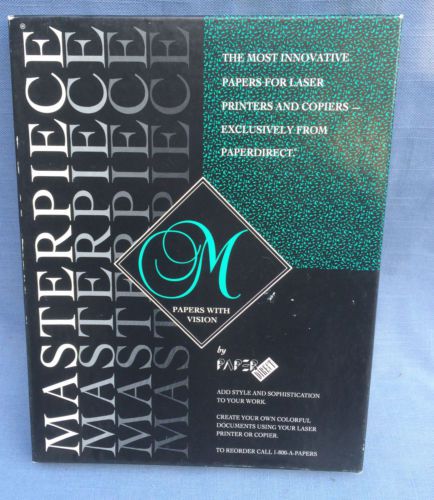 MASTERPIECE®
MASTERPIECE
MASTERPIECE
MASTERPIECE
THE MOST INNOVATIVE
PAPERS FOR LASER
PRINTERS AND COPIERS —
EXCLUSIVELY FROM
PAPERDIRECT.™
M
PAPERS WITH
VISION
by
PAPER
DIRECT
ADD STYLE AND SOPHISTICATION
TO YOUR WORK.
CREATE YOUR OWN COLORFUL
DOCUMENTS USING YOUR LASER
PRINTER OR COPIER.
TO REORDER CALL 1-800-A-PAPERS